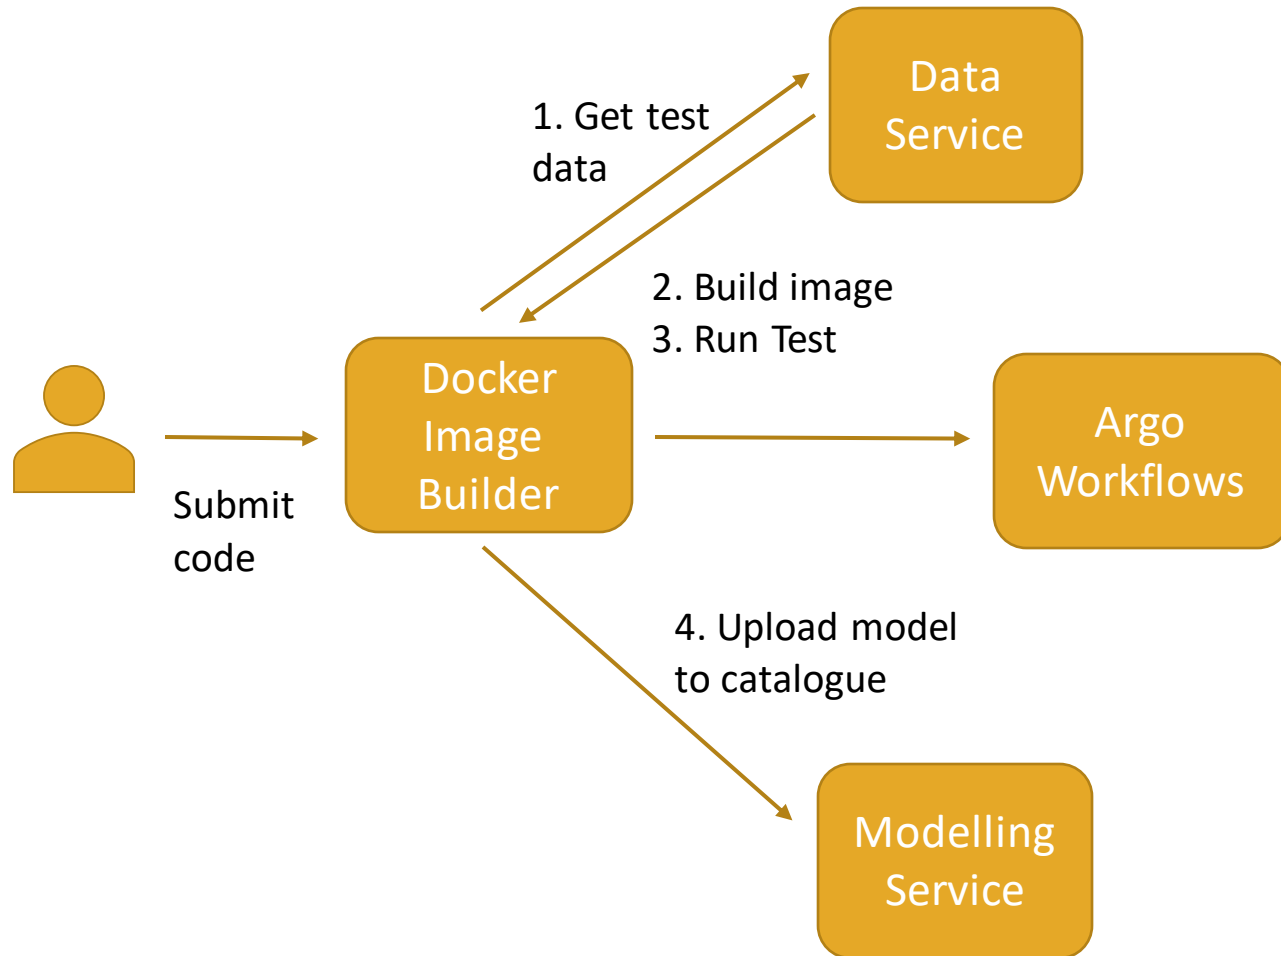 Data
Service
1. Get test
data
2. Build image
3. Run Test
Docker
Image
Builder
Argo
Workflows
Submit
code
4. Upload model
to catalogue
Modelling
Service